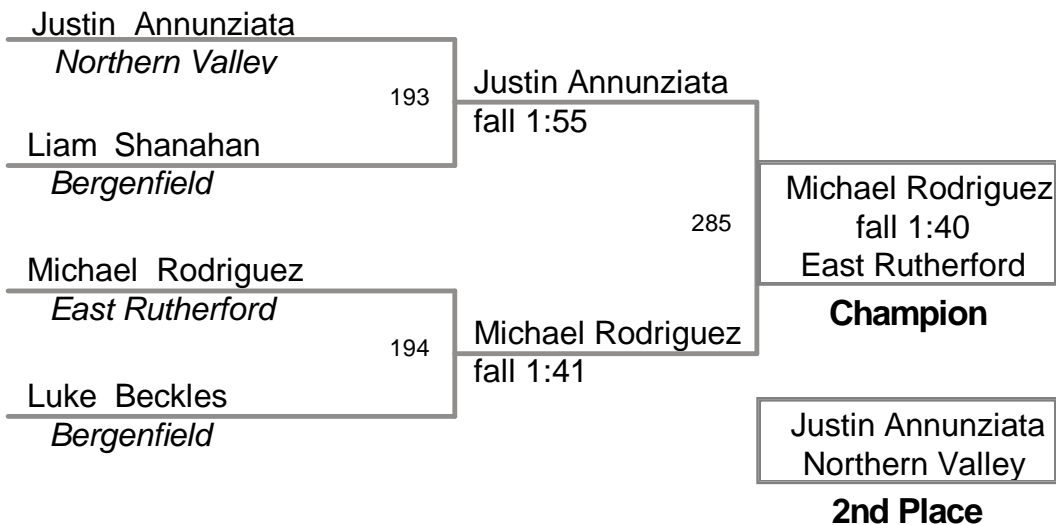 Justin Annunziata
Northern Valley
193
Justin Annunziata
fall 1:55
Liam Shanahan
Bergenfield
285
Michael Rodriguez
fall 1:40
East Rutherford
Champion
Michael Rodriguez
East Rutherford
194
Michael Rodriguez
fall 1:41
Luke Beckles
Bergenfield
Justin Annunziata
Northern Valley
2nd Place